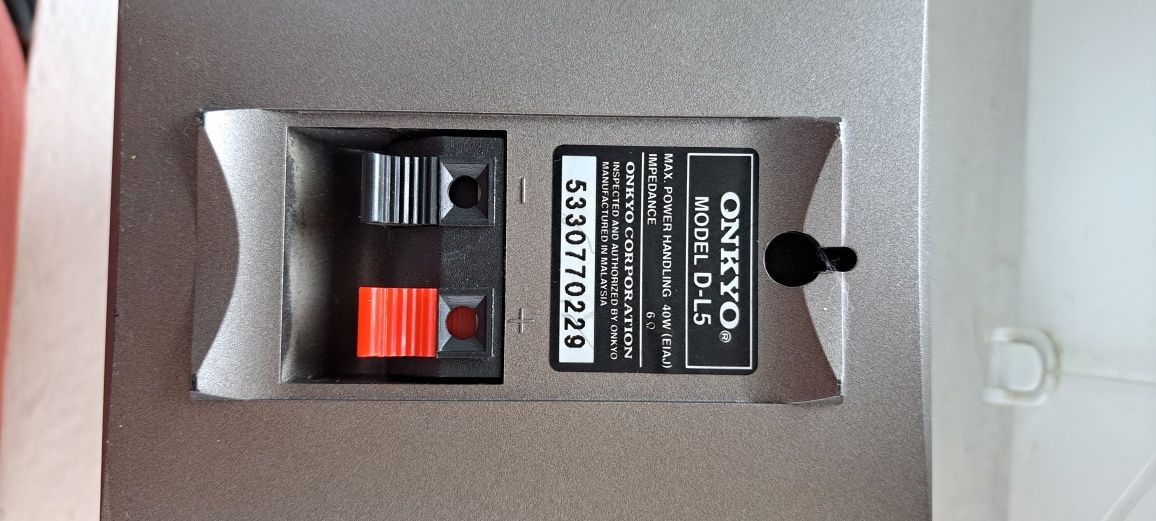 ONKYO®
MODEL D-L5
MAX. POWER HANDLING 40W (EIAJ)
IMPEDANCE 6 Ω
ONKYO CORPORATION
INSPECTED AND AUTHORIZED BY ONKYO
MANUFACTURED IN MALAYSIA
5330770229
− +